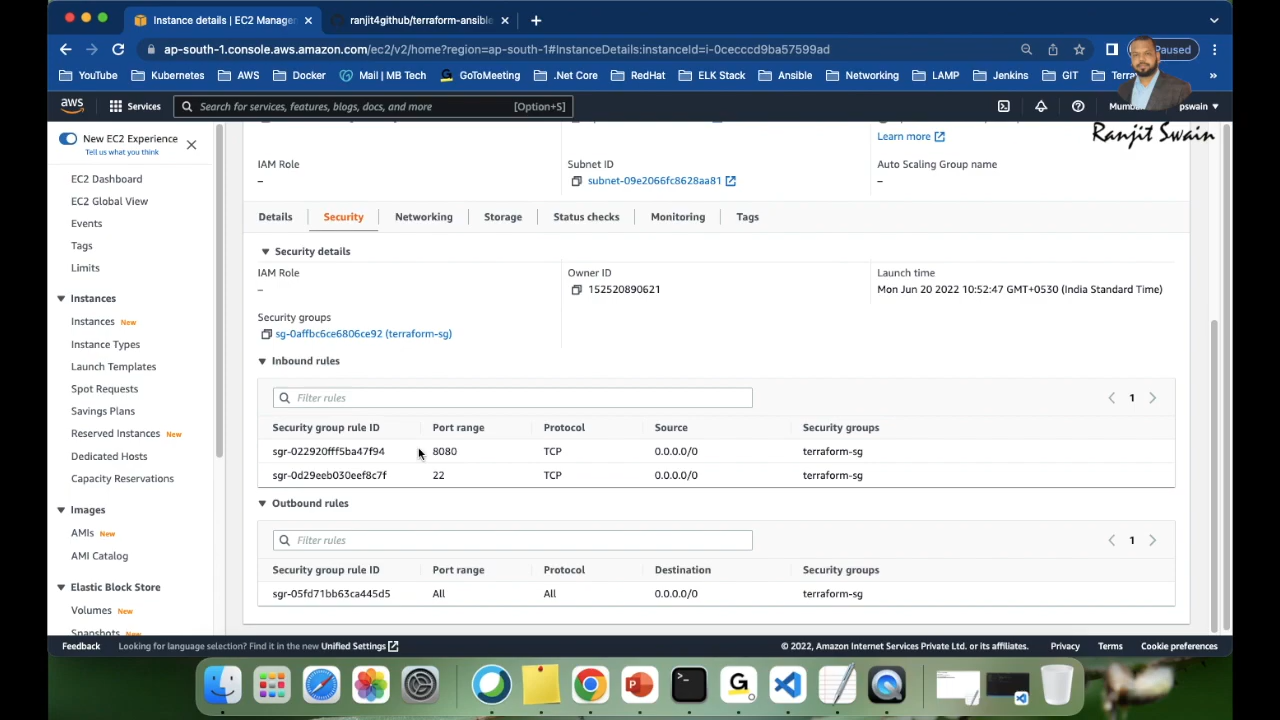 Instance details | EC2 Manager
ranjit4github/terraform-ansible
ap-south-1.console.aws.amazon.com/ec2/v2/home?region=ap-south-1#InstanceDetails:instanceId=i-0cecccd9ba57599ad
Paused
YouTube Kubernetes AWS Docker Mail | MB Tech GoToMeeting .Net Core RedHat ELK Stack Ansible Networking LAMP Jenkins GIT Terra
aws Services Search for services, features, blogs, docs, and more [Option+S] Mumb pswain
Ranjit Swain
New EC2 Experience
Tell us what you think
EC2 Dashboard
EC2 Global View
Events
Tags
Limits
Instances
Instances New
Instance Types
Launch Templates
Spot Requests
Savings Plans
Reserved Instances New
Dedicated Hosts
Capacity Reservations
Images
AMIs New
AMI Catalog
Elastic Block Store
Volumes New
Snapshots New
Learn more
IAM Role Subnet ID Auto Scaling Group name
– subnet-09e2066fc8628aa81 –
Details Security Networking Storage Status checks Monitoring Tags
Security details
IAM Role Owner ID Launch time
– 152520890621 Mon Jun 20 2022 10:52:47 GMT+0530 (India Standard Time)
Security groups
sg-0affbc6ce6806ce92 (terraform-sg)
Inbound rules
Filter rules 1
Security group rule ID Port range Protocol Source Security groups
sgr-022920fff5ba47f94 8080 TCP 0.0.0.0/0 terraform-sg
sgr-0d29eeb030eef8c7f 22 TCP 0.0.0.0/0 terraform-sg
Outbound rules
Filter rules 1
Security group rule ID Port range Protocol Destination Security groups
sgr-05fd71bb63ca445d5 All All 0.0.0.0/0 terraform-sg
Feedback Looking for language selection? Find it in the new Unified Settings © 2022, Amazon Internet Services Private Ltd. or its affiliates. Privacy Terms Cookie preferences